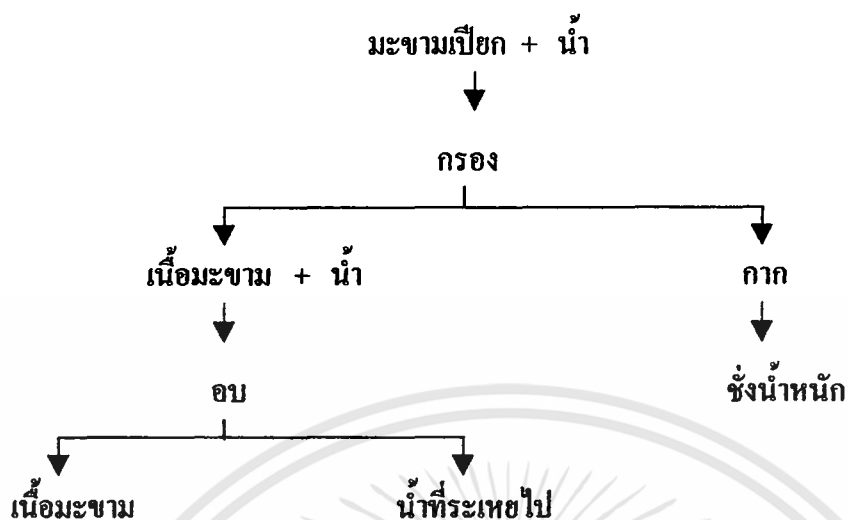 มะขามเปียก + น้ำ
กรอง
เนื้อมะขาม + น้ำ
กาก
อบ
ชั่งน้ำหนัก
เนื้อมะขาม
น้ำที่ระเหยไป